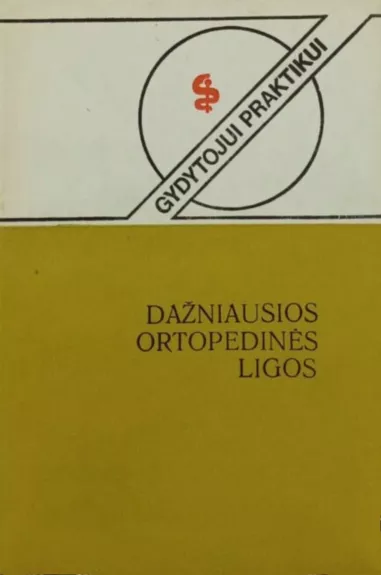 GYDYTOJUI PRAKTIKUI
DAŽNIAUSIOS
ORTOPEDINĖS
LIGOS